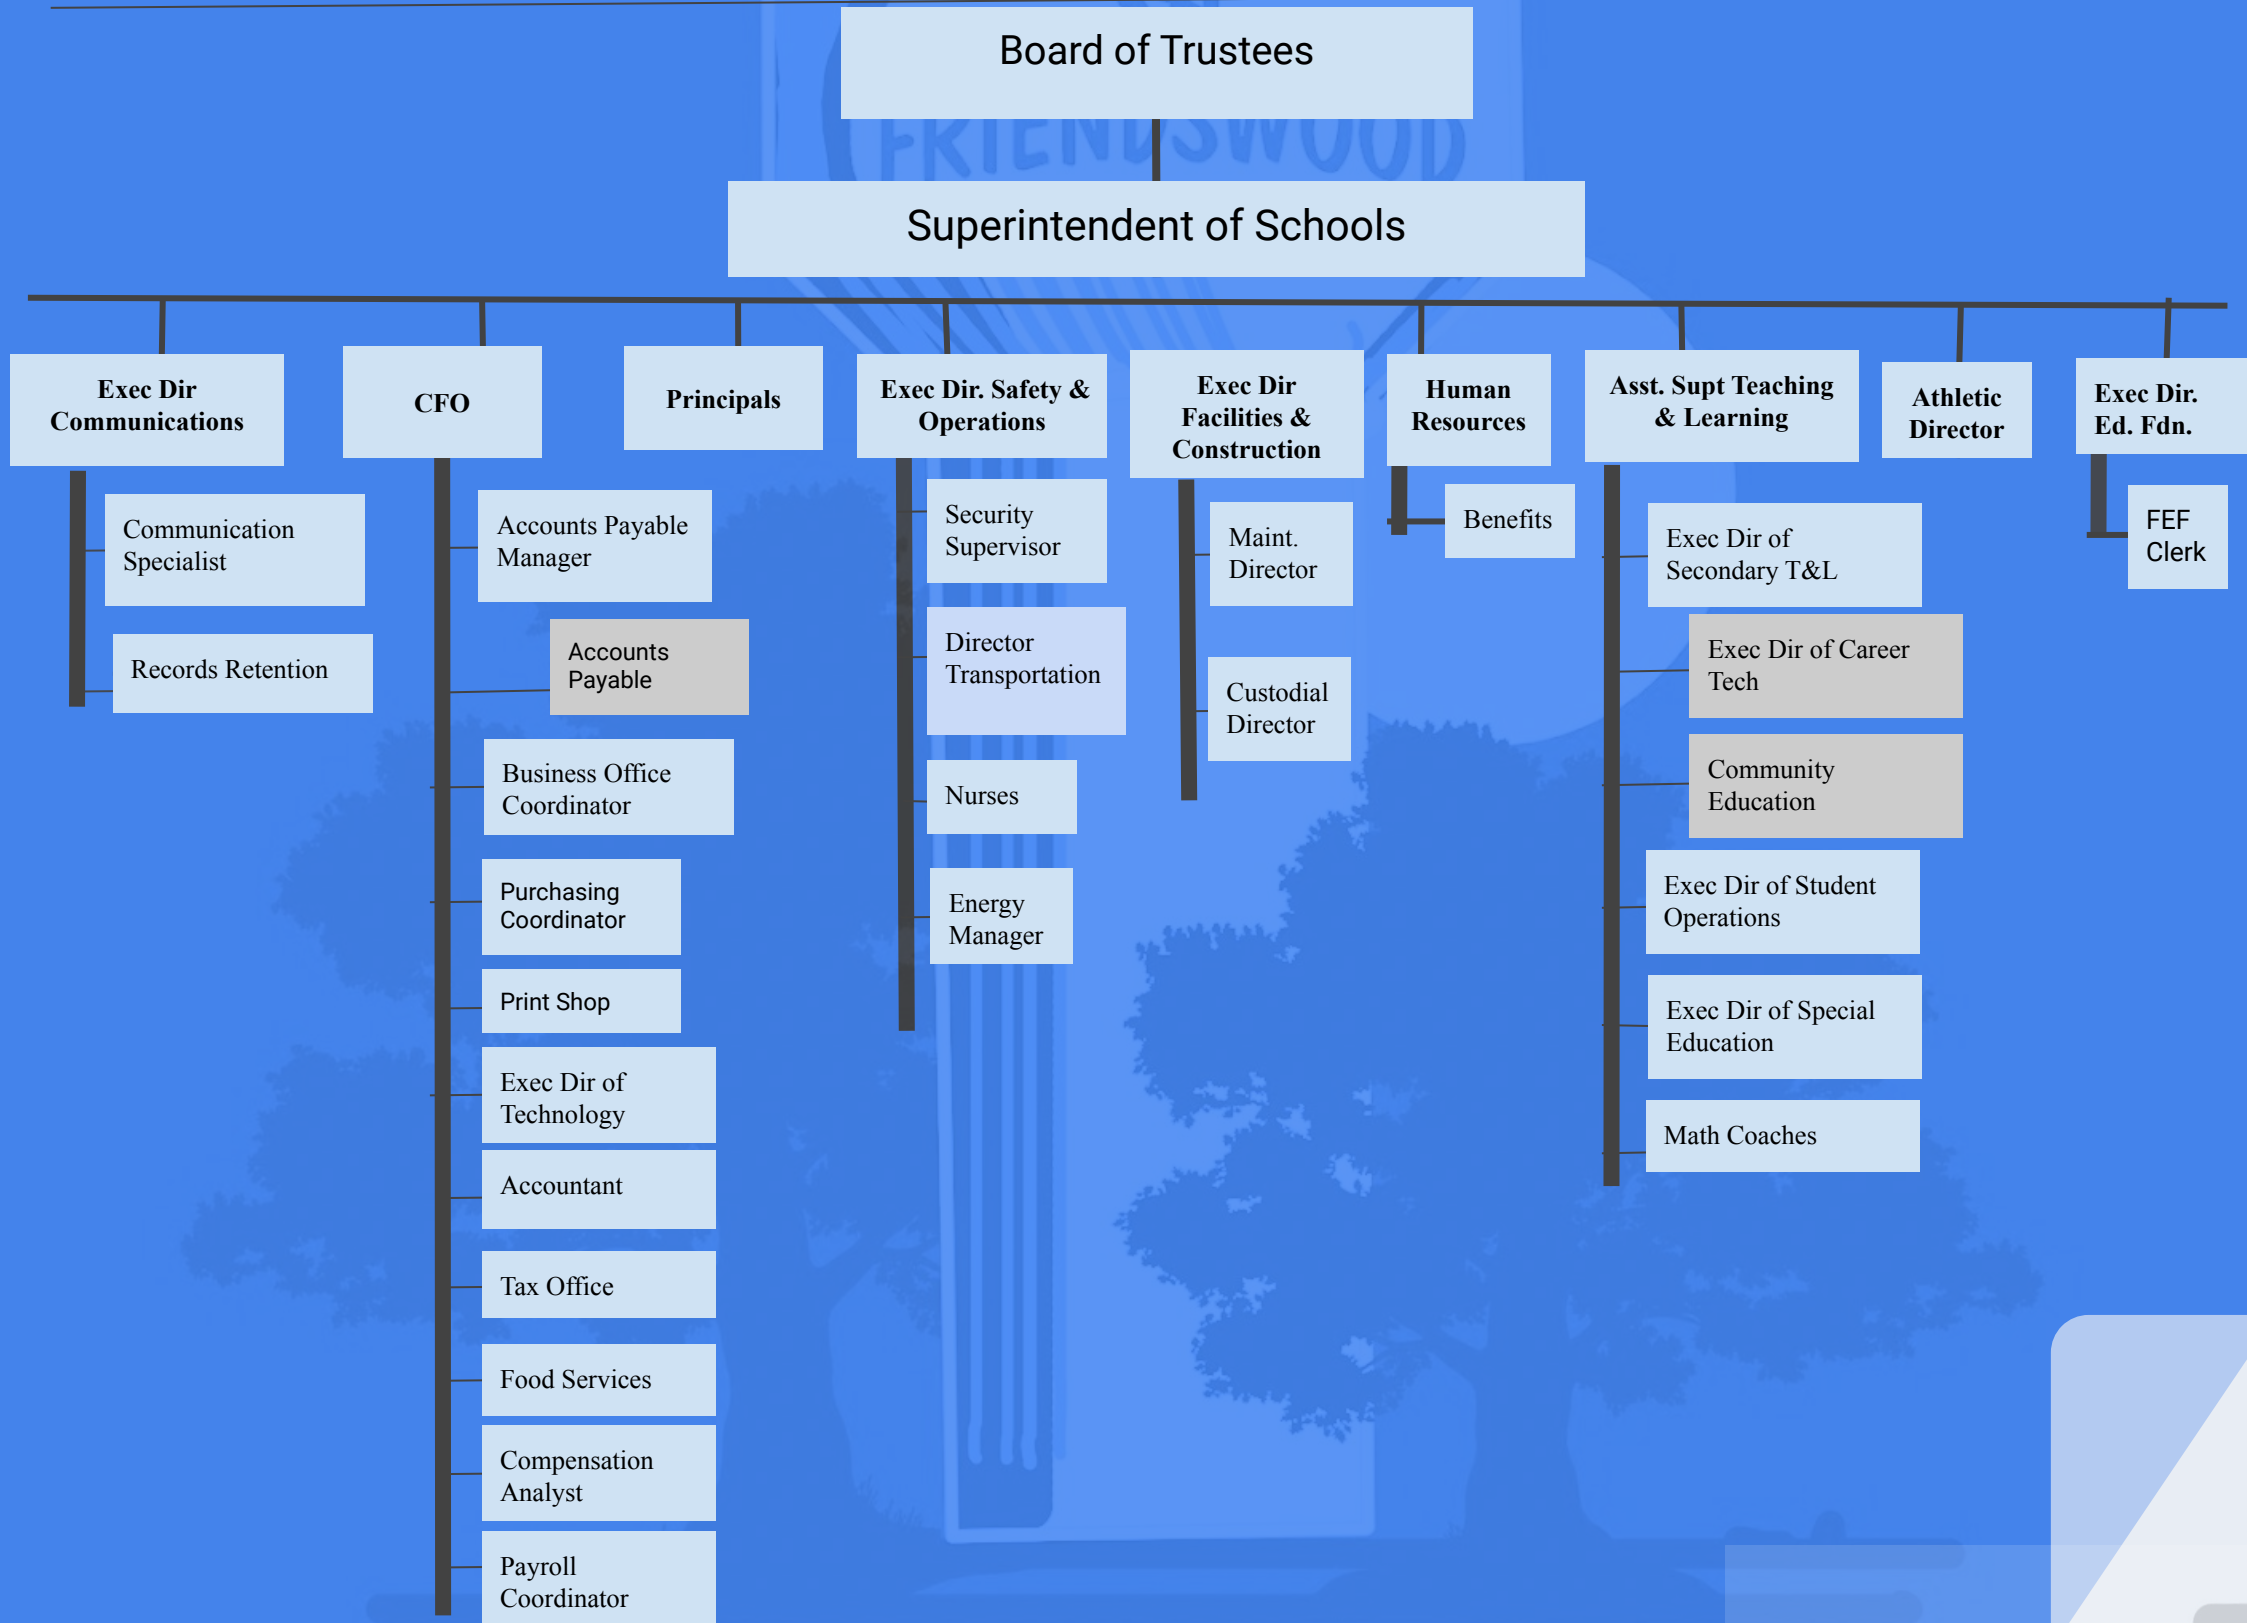 Board of Trustees
FRIENDSWOOD
Superintendent of Schools
Exec Dir
Communications
CFO
Principals
Exec Dir. Safety &
Operations
Exec Dir
Facilities &
Construction
Human
Resources
Asst. Supt Teaching
& Learning
Athletic
Director
Exec Dir.
Ed. Fdn.
Communication
Specialist
Records Retention
Accounts Payable
Manager
Accounts
Payable
Business Office
Coordinator
Purchasing
Coordinator
Print Shop
Exec Dir of
Technology
Accountant
Tax Office
Food Services
Compensation
Analyst
Payroll
Coordinator
Security
Supervisor
Director
Transportation
Nurses
Energy
Manager
Maint.
Director
Custodial
Director
Benefits
Exec Dir of
Secondary T&L
Exec Dir of Career
Tech
Community
Education
Exec Dir of Student
Operations
Exec Dir of Special
Education
Math Coaches
FEF
Clerk